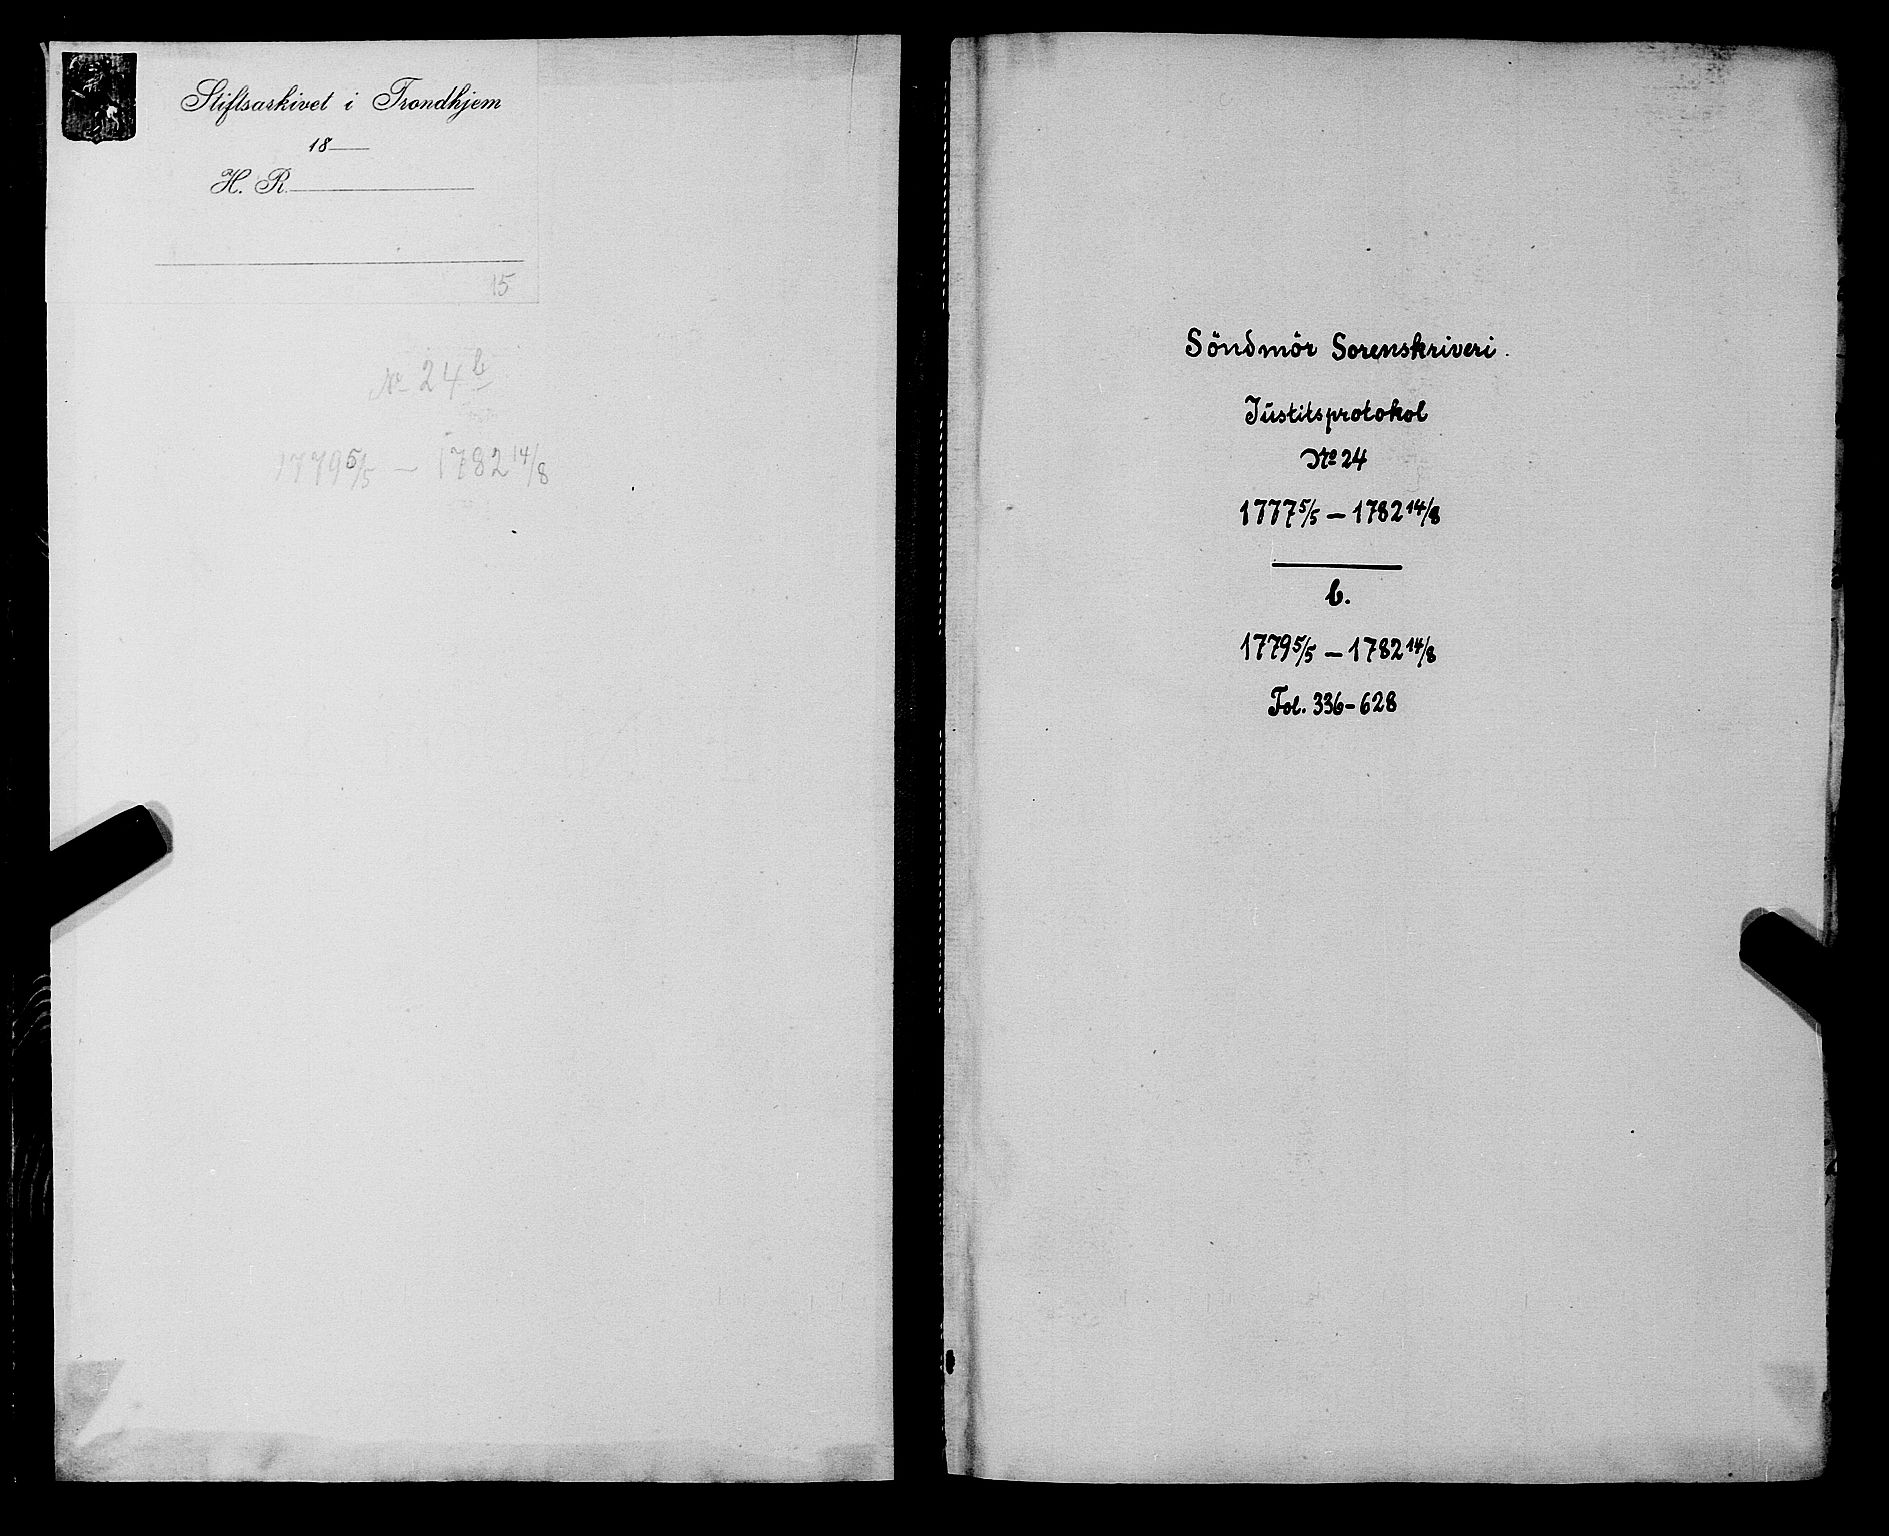 Stiftsarkivet i Trondhjem
18
H. R.
15
No 24 b
1779 5/5 — 1782 14/8
Söndmör Sorenskriveri.
Justitsprotokol
No 24
1777 5/5 — 1782 14/8
b.
1779 5/5 — 1782 14/8
Fol. 336-628